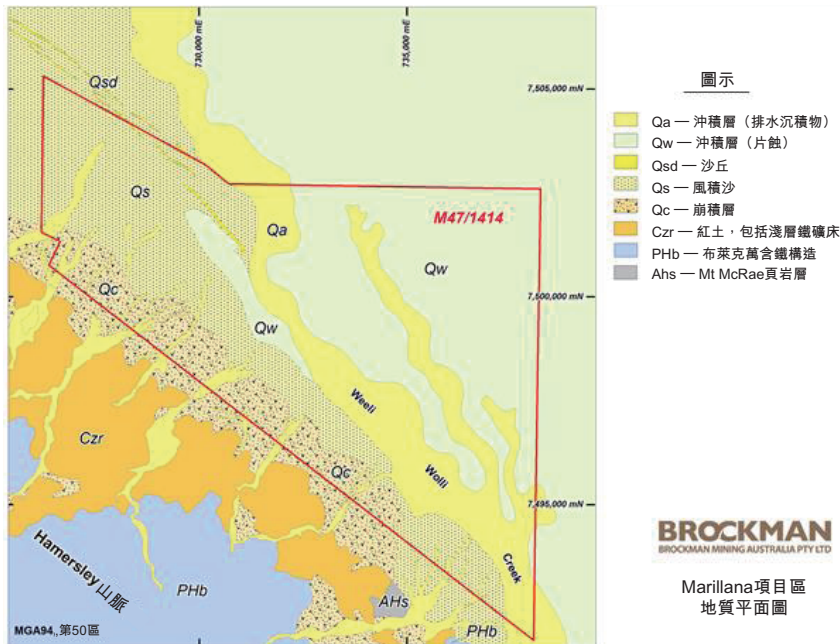 730,000 mE
735,000 mE
Qsd
7,505,000 mN
Qs
M47/1414
Qa
Qw
Qc
7,500,000 mN
Qw
Weeli
Czr
Wolli
Qc
7,495,000 mN
Creek
Hamersley山脈
PHb
AHs
PHb
MGA94,,第50區
圖示
Qa — 沖積層（排水沉積物）
Qw — 沖積層（片蝕）
Qsd — 沙丘
Qs — 風積沙
Qc — 崩積層
Czr — 紅土，包括淺層鐵礦床
PHb — 布萊克萬含鐵構造
Ahs — Mt McRae頁岩層
BROCKMAN
BROCKMAN MINING AUSTRALIA PTY LTD
Marillana項目區
地質平面圖